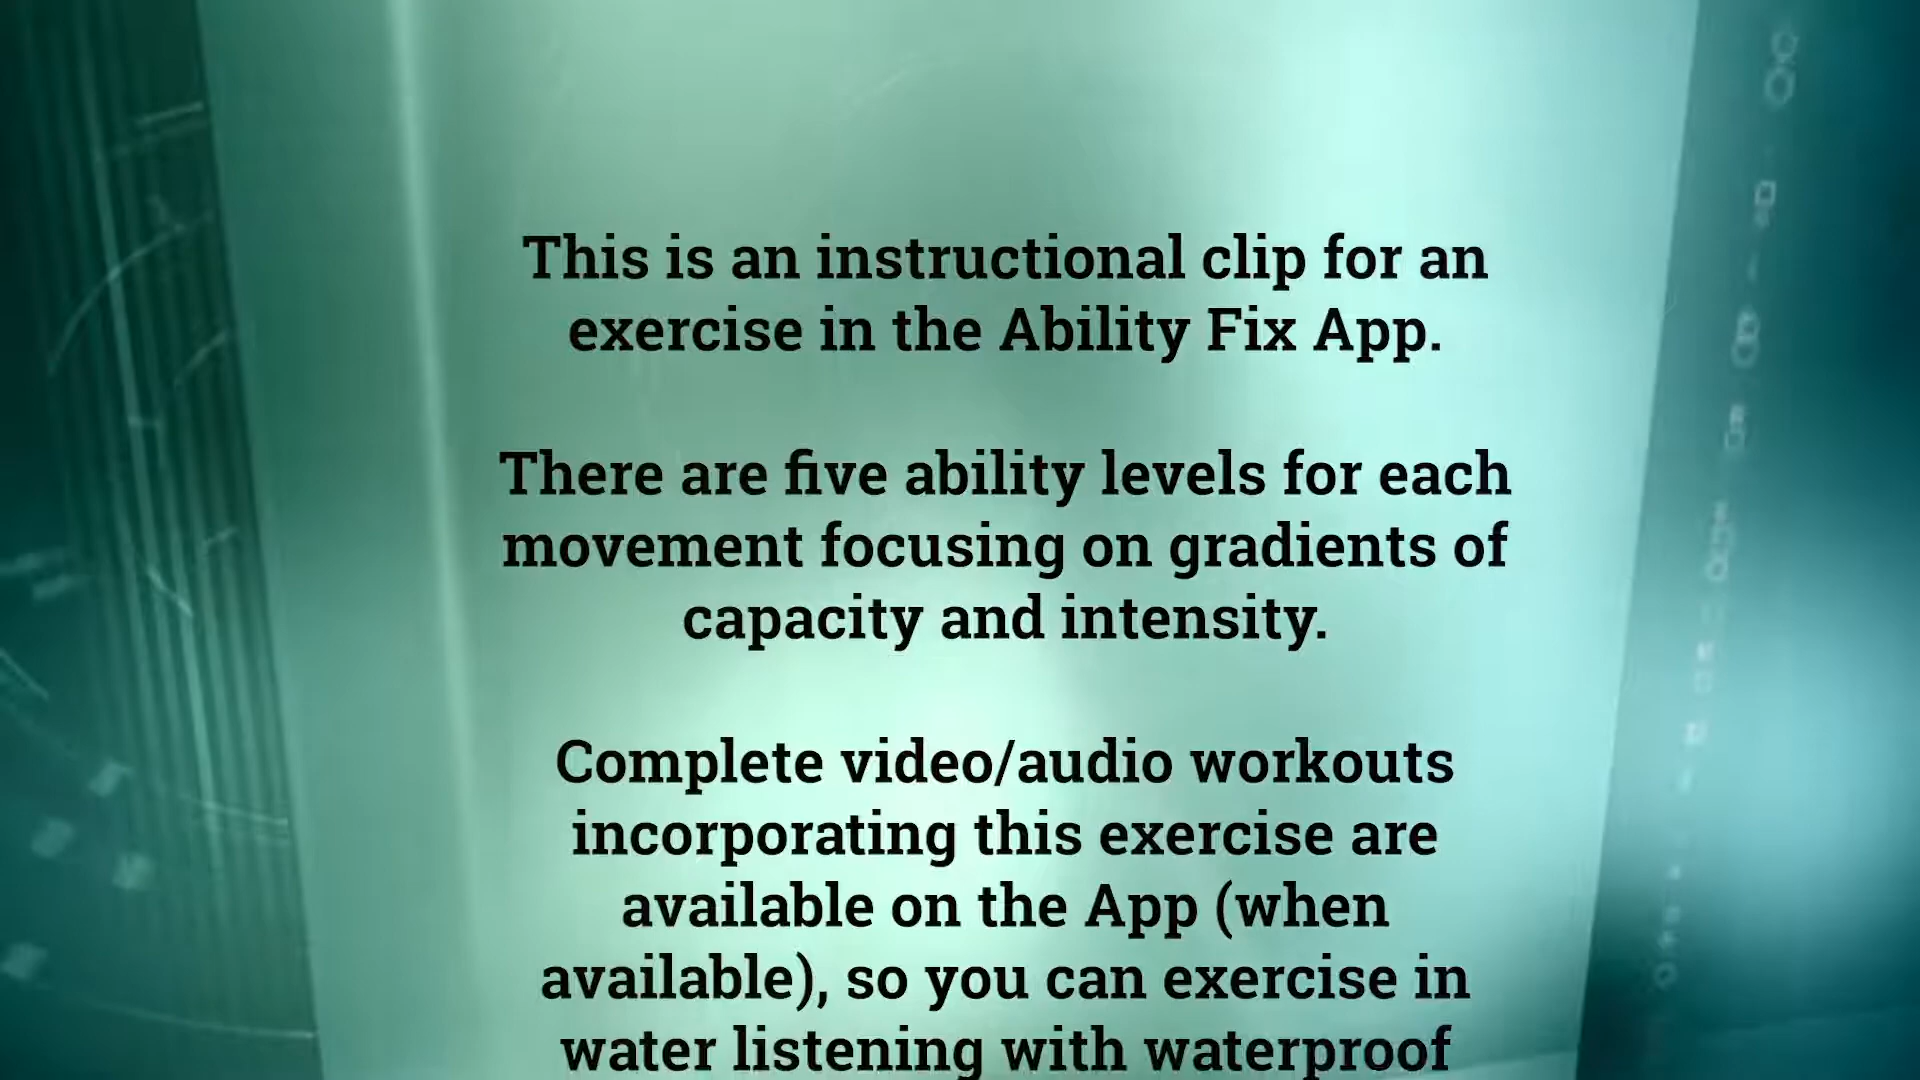 This is an instructional clip for an
exercise in the Ability Fix App.
There are five ability levels for each
movement focusing on gradients of
capacity and intensity.
Complete video/audio workouts
incorporating this exercise are
available on the App (when
available), so you can exercise in
water listening with waterproof